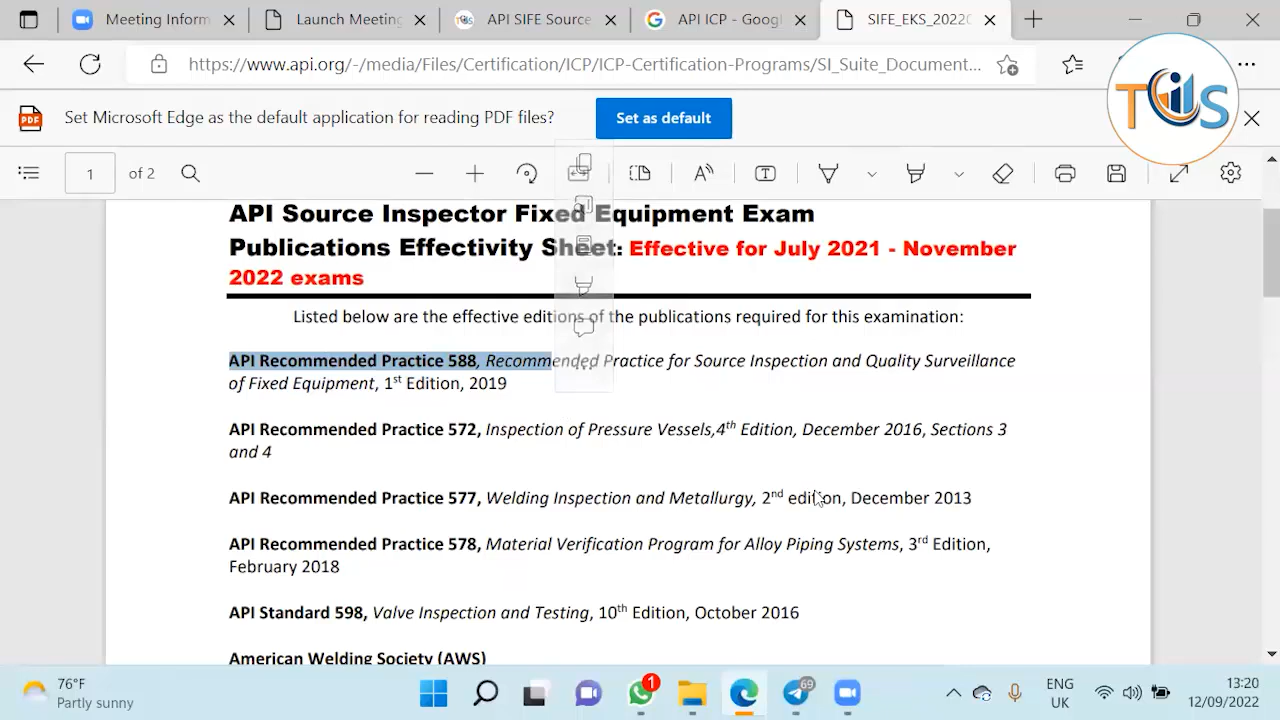 Meeting Inform
Launch Meeting
API SIFE Source
API ICP - Googl
SIFE_EKS_2022
https://www.api.org/-/media/Files/Certification/ICP/ICP-Certification-Programs/SI_Suite_Document...
TCIS
Set Microsoft Edge as the default application for reading PDF files?
Set as default
1 of 2
API Source Inspector Fixed Equipment Exam
Publications Effectivity Sheet: Effective for July 2021 - November
2022 exams
Listed below are the effective editions of the publications required for this examination:
API Recommended Practice 588, Recommended Practice for Source Inspection and Quality Surveillance
of Fixed Equipment, 1st Edition, 2019
API Recommended Practice 572, Inspection of Pressure Vessels,4th Edition, December 2016, Sections 3
and 4
API Recommended Practice 577, Welding Inspection and Metallurgy, 2nd edition, December 2013
API Recommended Practice 578, Material Verification Program for Alloy Piping Systems, 3rd Edition,
February 2018
API Standard 598, Valve Inspection and Testing, 10th Edition, October 2016
American Welding Society (AWS)
76°F
Partly sunny
1
69
ENG
UK
13:20
12/09/2022